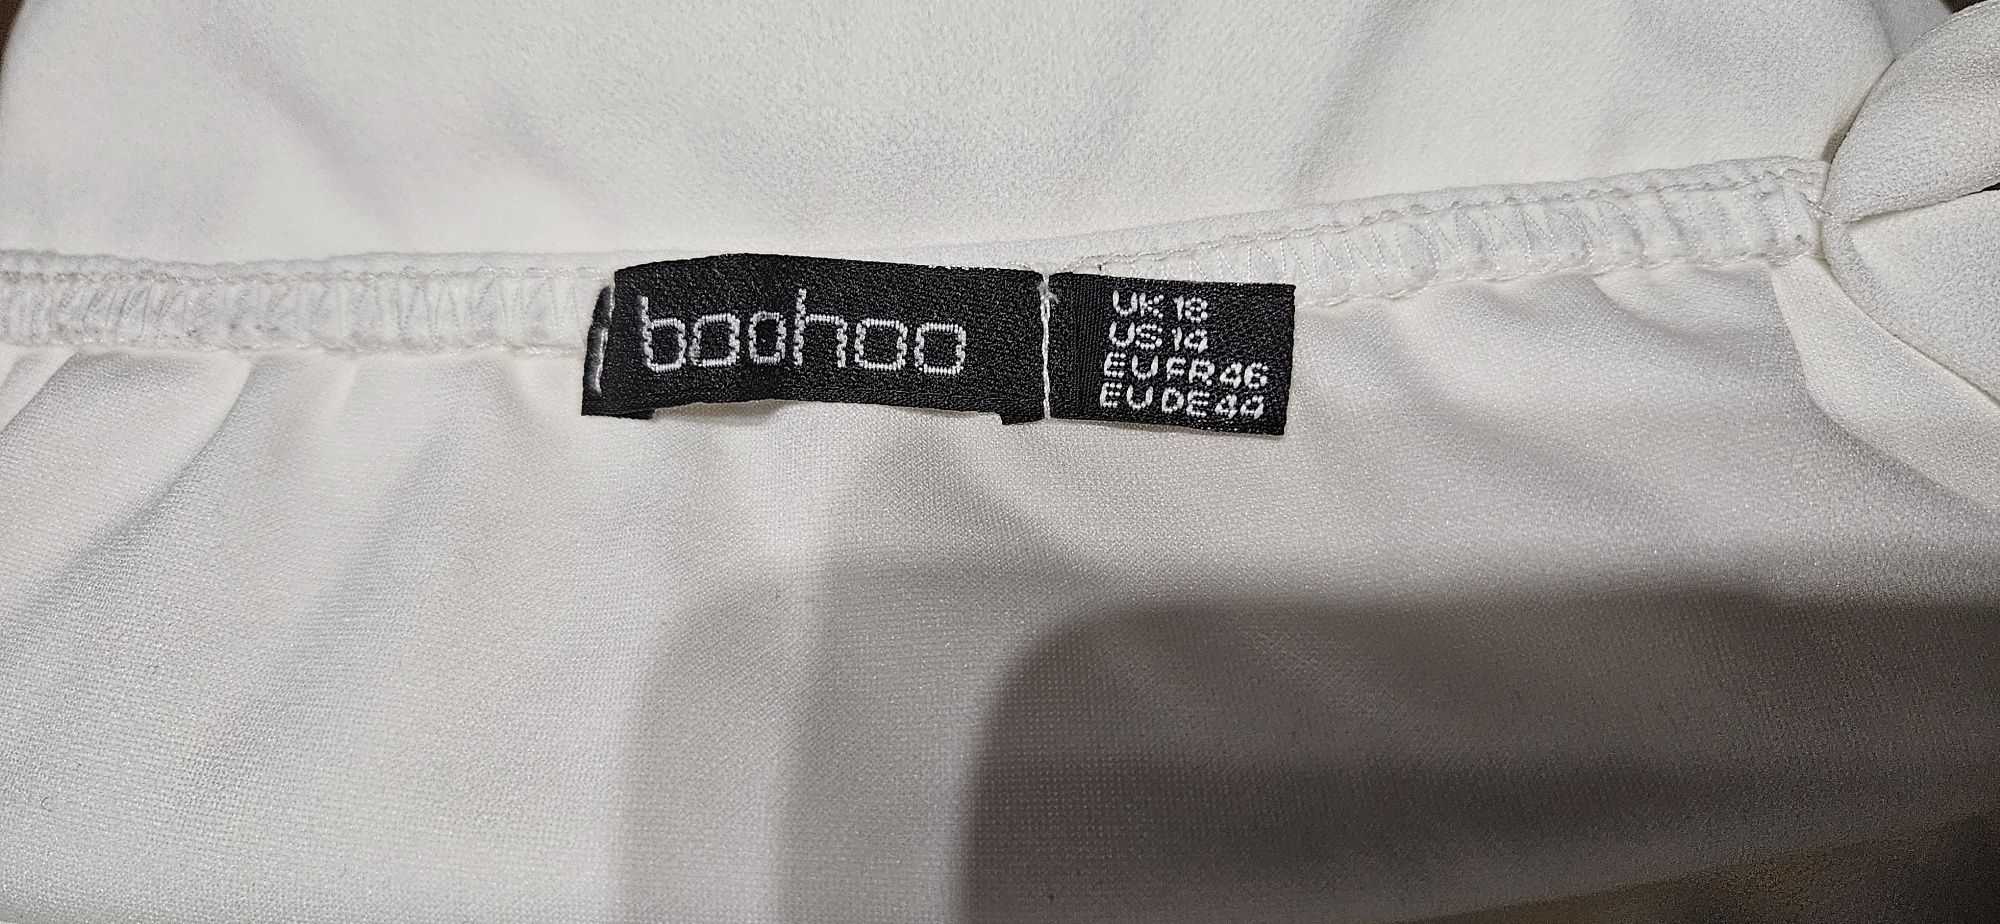 boohoo
UK 18
US 14
EU FR 46
EU DE 44